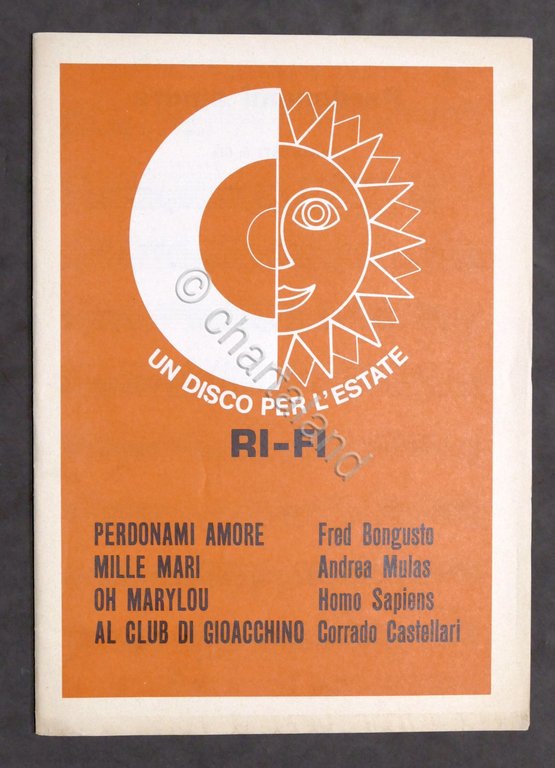 UN DISCO PER L'ESTATE
RI-FI
PERDONAMI AMORE Fred Bongusto
MILLE MARI Andrea Mulas
OH MARYLOU Homo Sapiens
AL CLUB DI GIOACCHINO Corrado Castellari
© chartaland